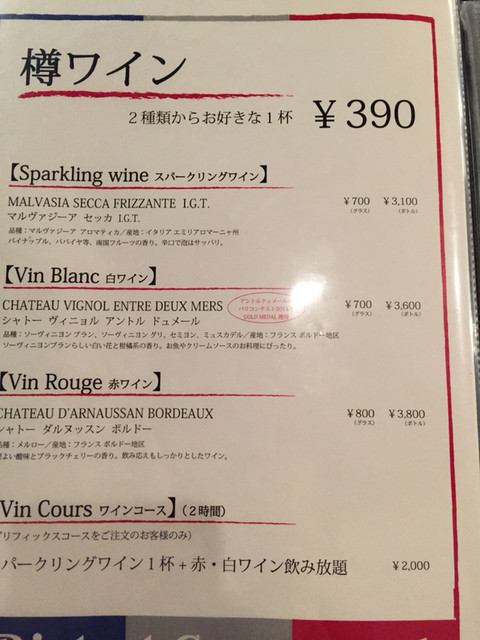 樽ワイン
2種類からお好きな1杯 ¥390
【Sparkling wine スパークリングワイン】
MALVASIA SECCA FRIZZANTE I.G.T. ¥700 ¥3,100
マルヴァジーア セッカ I.G.T. (グラス) (ボトル)
品種：マルヴァジーア アロマティカ／産地：イタリア エミリアロマーニャ州
パイナップル、パパイヤ等、南国フルーツの香り。辛口で泡はサッパリ。
【Vin Blanc 白ワイン】
アントルドュメール
GOLD MEDAL
CHATEAU VIGNOL ENTRE DEUX MERS ¥700 ¥3,600
シャトー ヴィニョル アントル ドュメール (グラス) (ボトル)
品種：ソーヴィニヨン ブラン、ソーヴィニヨン グリ、セミヨン、ミュスカデル／産地：フランス ボルドー地区
ソーヴィニヨンブランらしい白い花と柑橘系の香り。お魚やクリームソースのお料理にぴったり。
【Vin Rouge 赤ワイン】
CHATEAU D'ARNAUSSAN BORDEAUX ¥800 ¥3,800
シャトー ダルヌッスン ボルドー (グラス) (ボトル)
品種：メルロー／産地：フランス ボルドー地区
よい酸味とブラックチェリーの香り。飲み応えもしっかりとしたワイン。
Vin Cours ワインコース】(2時間)
プリフィックスコースをご注文のお客様のみ）
パークリングワイン1杯+赤・白ワイン飲み放題 ¥2,000